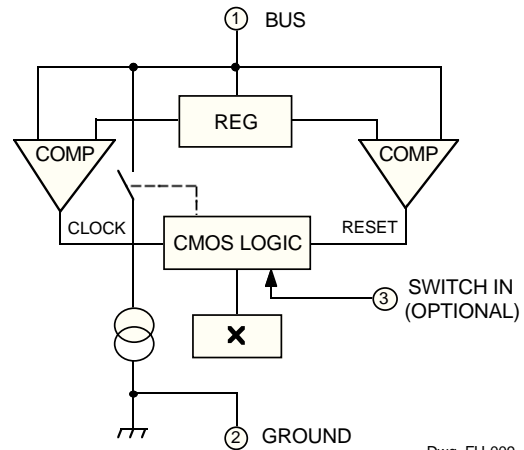 1 BUS
REG
COMP
COMP
CLOCK
RESET
CMOS LOGIC
3 SWITCH IN
(OPTIONAL)
X
2 GROUND